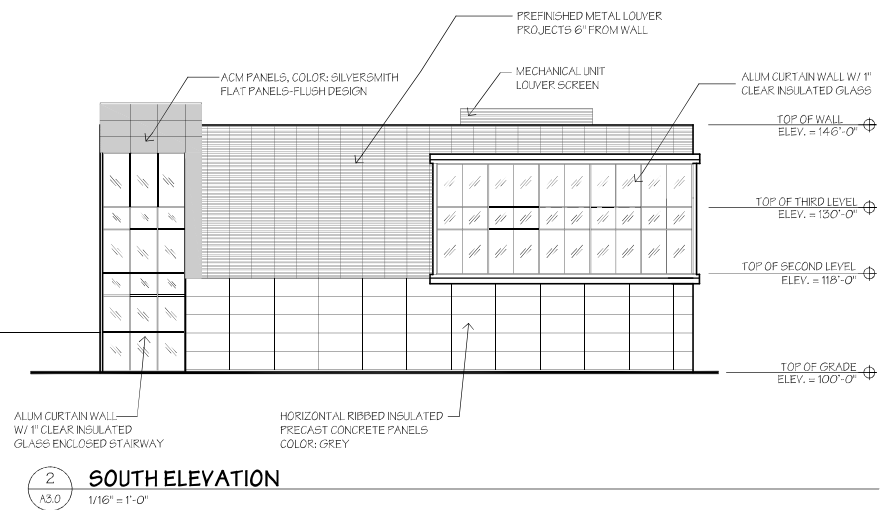 PREFINISHED METAL LOUVER
PROJECTS 6" FROM WALL
ACM PANELS, COLOR: SILVERSMITH
FLAT PANELS-FLUSH DESIGN
MECHANICAL UNIT
LOUVER SCREEN
ALUM CURTAIN WALL W/ 1"
CLEAR INSULATED GLASS
TOP OF WALL
ELEV. = 146'-0"
TOP OF THIRD LEVEL
ELEV. = 130'-0"
TOP OF SECOND LEVEL
ELEV. = 118'-0"
TOP OF GRADE
ELEV. = 100'-0"
ALUM CURTAIN WALL
W/ 1" CLEAR INSULATED
GLASS ENCLOSED STAIRWAY
HORIZONTAL RIBBED INSULATED
PRECAST CONCRETE PANELS
COLOR: GREY
2
A3.0
SOUTH ELEVATION
1/16" = 1'-0"